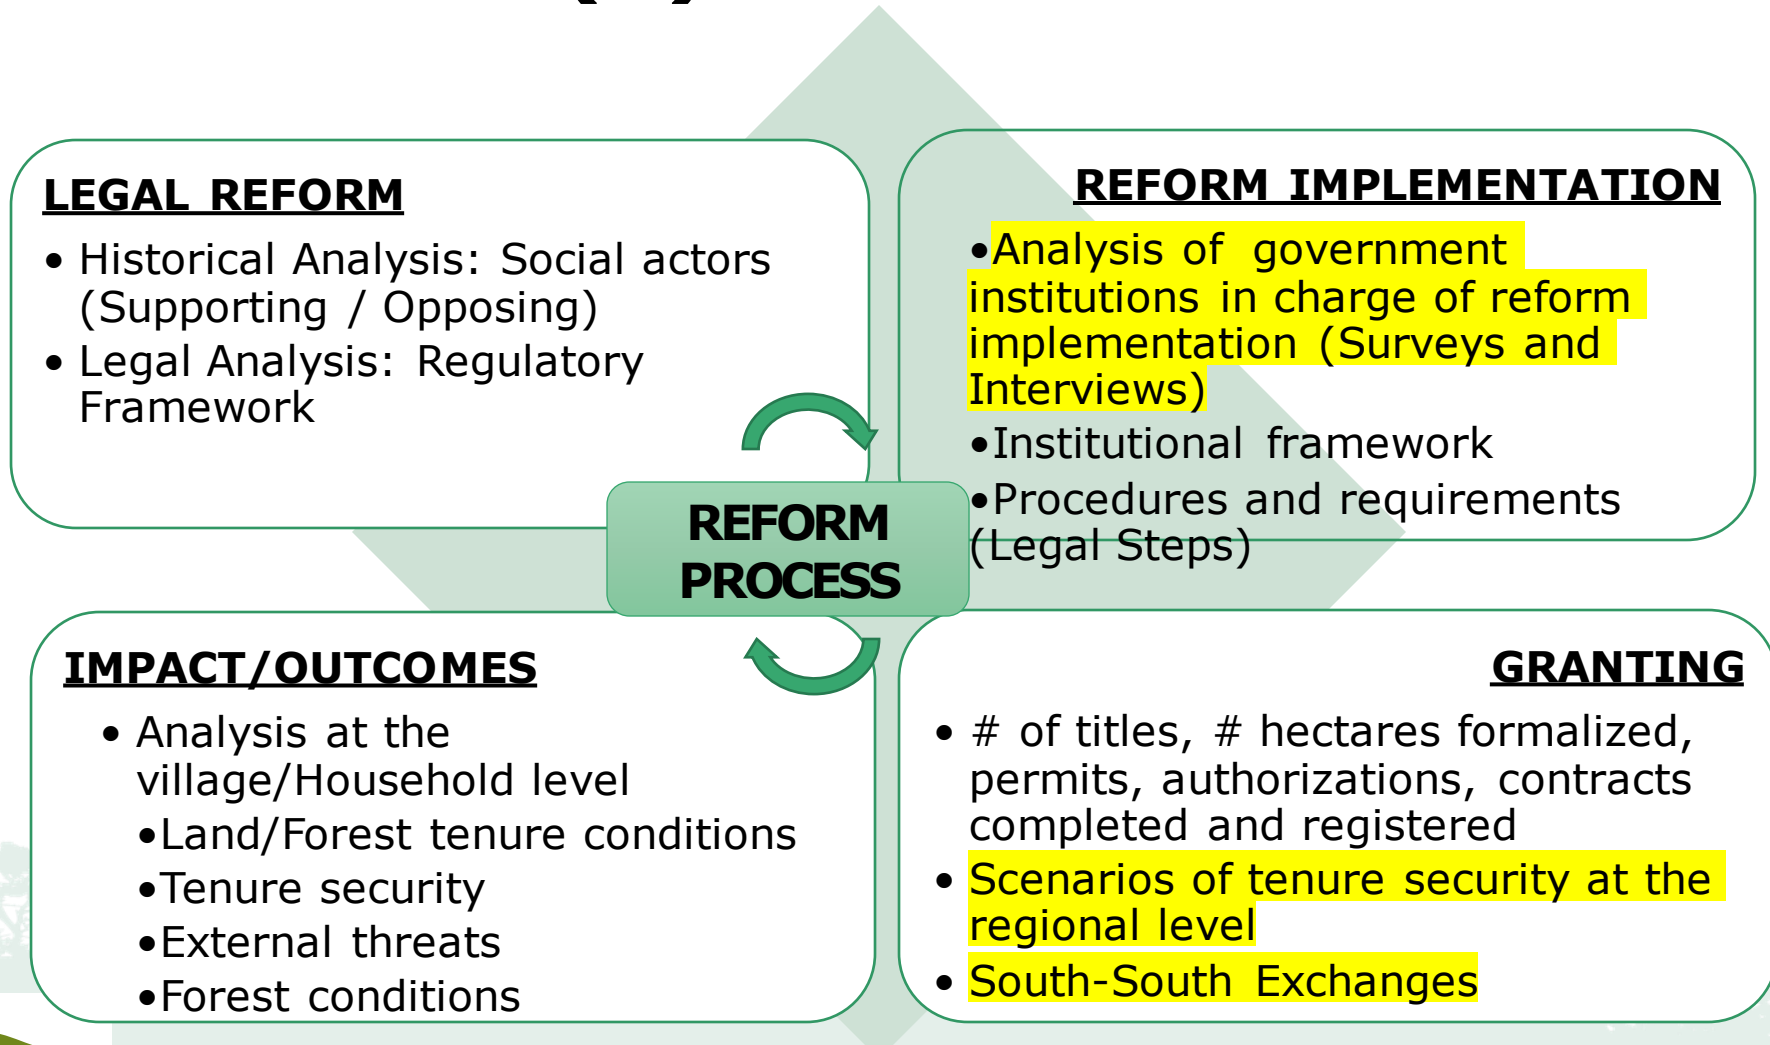 LEGAL REFORM
• Historical Analysis: Social actors
(Supporting / Opposing)
• Legal Analysis: Regulatory
Framework
REFORM IMPLEMENTATION
•Analysis of government
institutions in charge of reform
implementation (Surveys and
Interviews)
•Institutional framework
•Procedures and requirements
(Legal Steps)
REFORM
PROCESS
IMPACT/OUTCOMES
• Analysis at the
village/Household level
•Land/Forest tenure conditions
•Tenure security
•External threats
•Forest conditions
GRANTING
• # of titles, # hectares formalized,
permits, authorizations, contracts
completed and registered
• Scenarios of tenure security at the
regional level
• South-South Exchanges